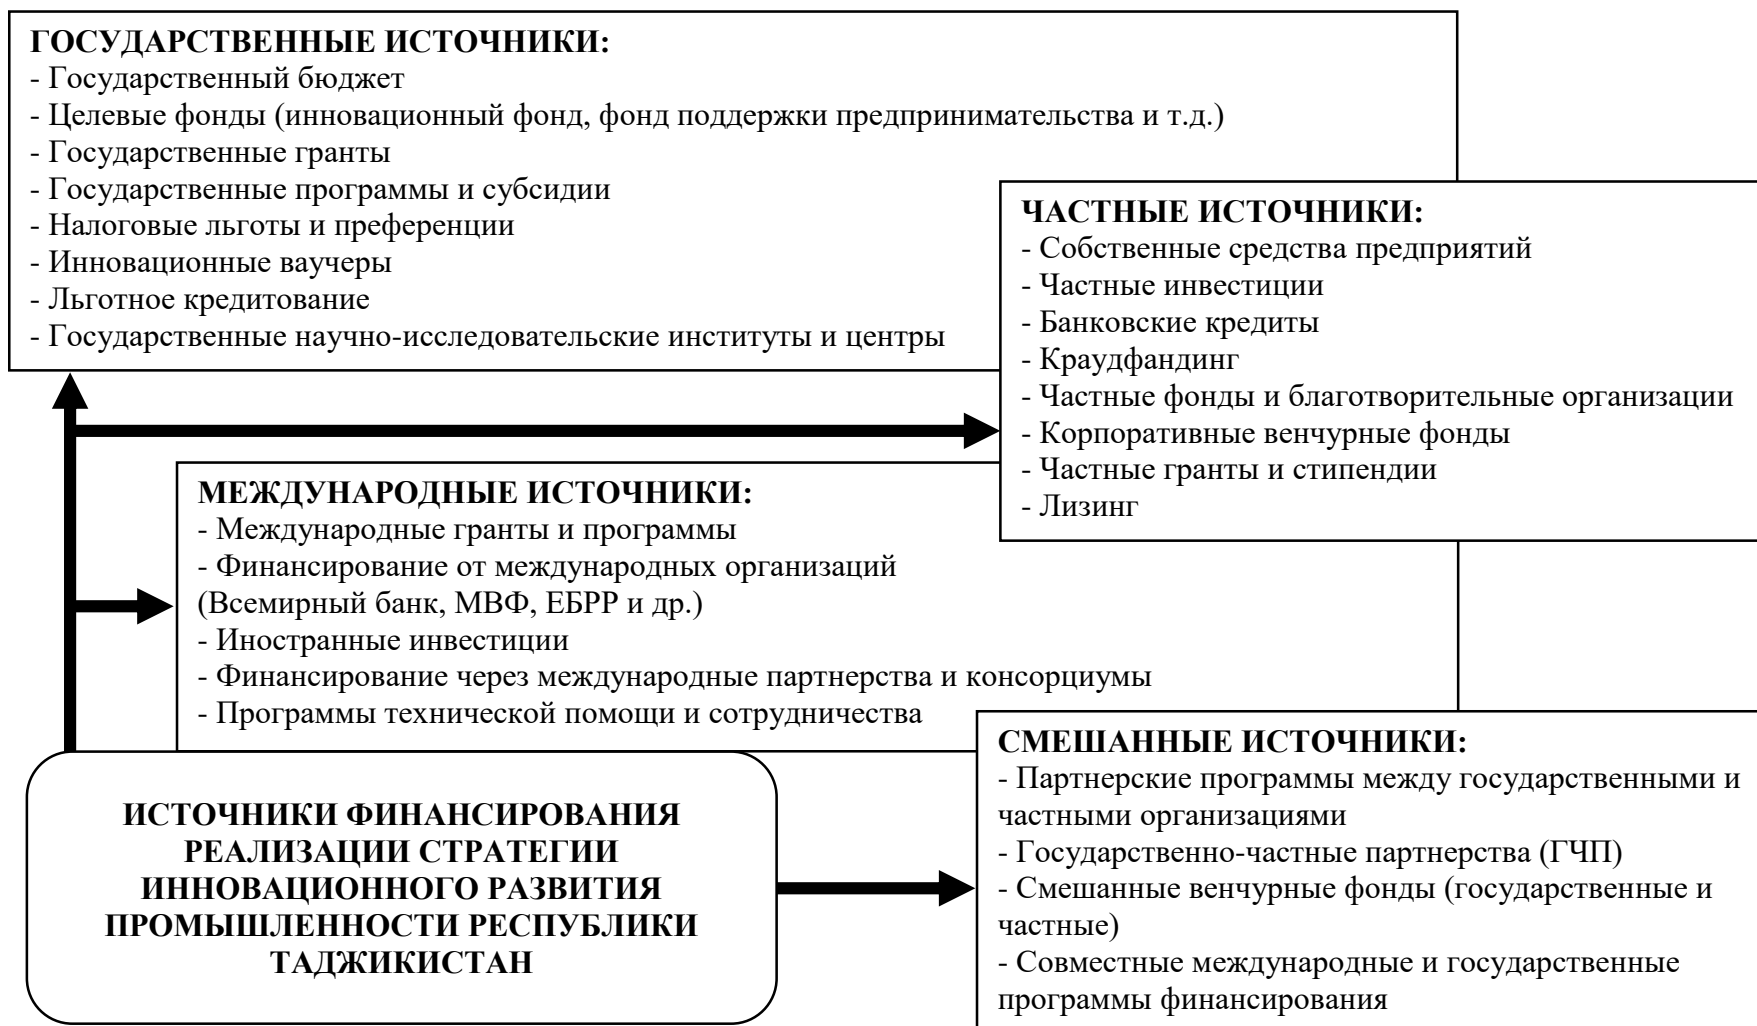 ГОСУДАРСТВЕННЫЕ ИСТОЧНИКИ:
- Государственный бюджет
- Целевые фонды (инновационный фонд, фонд поддержки предпринимательства и т.д.)
- Государственные гранты
- Государственные программы и субсидии
- Налоговые льготы и преференции
- Инновационные ваучеры
- Льготное кредитование
- Государственные научно-исследовательские институты и центры
ЧАСТНЫЕ ИСТОЧНИКИ:
- Собственные средства предприятий
- Частные инвестиции
- Банковские кредиты
- Краудфандинг
- Частные фонды и благотворительные организации
- Корпоративные венчурные фонды
- Частные гранты и стипендии
- Лизинг
МЕЖДУНАРОДНЫЕ ИСТОЧНИКИ:
- Международные гранты и программы
- Финансирование от международных организаций
(Всемирный банк, МВФ, ЕБРР и др.)
- Иностранные инвестиции
- Финансирование через международные партнерства и консорциумы
- Программы технической помощи и сотрудничества
СМЕШАННЫЕ ИСТОЧНИКИ:
- Партнерские программы между государственными и
частными организациями
- Государственно-частные партнерства (ГЧП)
- Смешанные венчурные фонды (государственные и
частные)
- Совместные международные и государственные
программы финансирования
ИСТОЧНИКИ ФИНАНСИРОВАНИЯ
РЕАЛИЗАЦИИ СТРАТЕГИИ
ИННОВАЦИОННОГО РАЗВИТИЯ
ПРОМЫШЛЕННОСТИ РЕСПУБЛИКИ
ТАДЖИКИСТАН